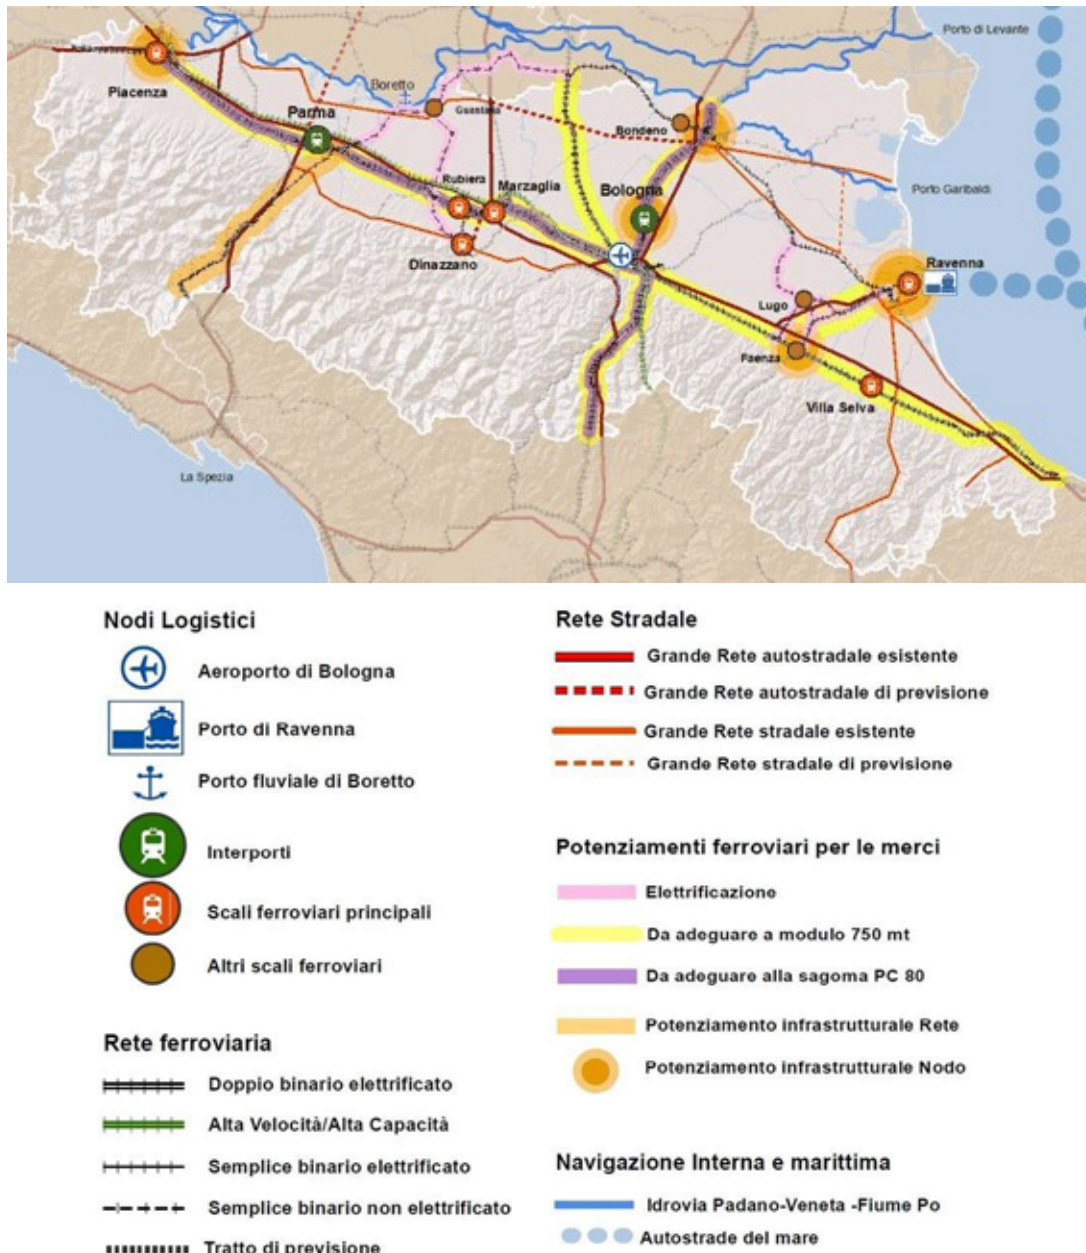 Porto di Levante
Piacenza
Boretto
Parma
Guastalla
Bondeno
Rubiera
Marzaglia
Bologna
Porto Garibaldi
Dinazzano
Ravenna
Lugo
Faenza
Villa Selva
La Spezia
Nodi Logistici
Aeroporto di Bologna
Porto di Ravenna
Porto fluviale di Boretto
Interporti
Scali ferroviari principali
Altri scali ferroviari
Rete ferroviaria
Doppio binario elettrificato
Alta Velocità/Alta Capacità
Semplice binario elettrificato
Semplice binario non elettrificato
Tratto di previsione
Rete Stradale
Grande Rete autostradale esistente
Grande Rete autostradale di previsione
Grande Rete stradale esistente
Grande Rete stradale di previsione
Potenziamenti ferroviari per le merci
Elettrificazione
Da adeguare a modulo 750 mt
Da adeguare alla sagoma PC 80
Potenziamento infrastrutturale Rete
Potenziamento infrastrutturale Nodo
Navigazione Interna e marittima
Idrovia Padano-Veneta -Fiume Po
Autostrade del mare